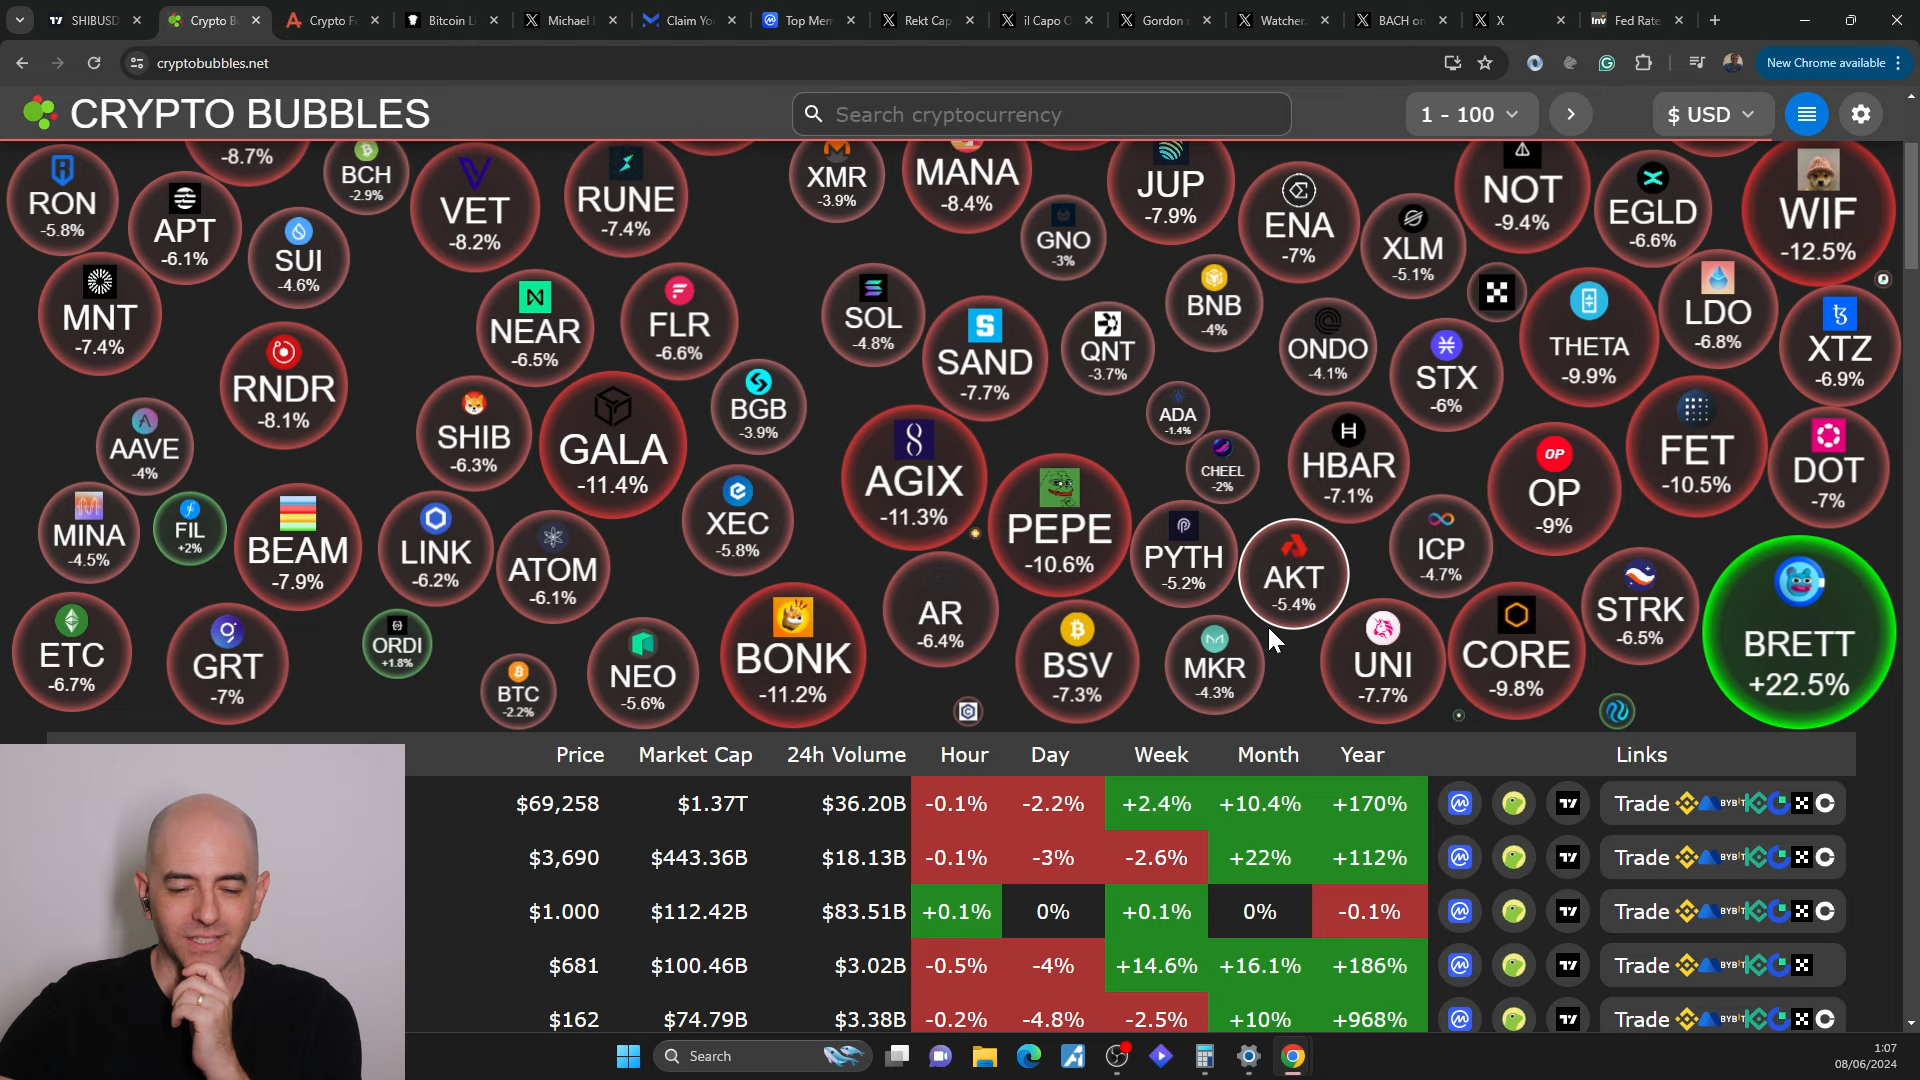 SHIBUSD
Crypto B
Crypto F
Bitcoin L
Michael
Claim Yo
Top Mem
Rekt Cap
il Capo O
Gordon
Watcher.
BACH on
X
Fed Rate
cryptobubbles.net
New Chrome available
CRYPTO BUBBLES
Search cryptocurrency
1 - 100
$ USD
-8.7%
RON
-5.8%
APT
-6.1%
SUI
-4.6%
BCH
-2.9%
VET
-8.2%
RUNE
-7.4%
XMR
-3.9%
MANA
-8.4%
GNO
-3%
JUP
-7.9%
ENA
-7%
XLM
-5.1%
NOT
-9.4%
EGLD
-6.6%
WIF
-12.5%
MNT
-7.4%
RNDR
-8.1%
NEAR
-6.5%
FLR
-6.6%
SOL
-4.8%
SAND
-7.7%
QNT
-3.7%
BNB
-4%
ONDO
-4.1%
STX
-6%
THETA
-9.9%
LDO
-6.8%
XTZ
-6.9%
AAVE
-4%
SHIB
-6.3%
GALA
-11.4%
BGB
-3.9%
AGIX
-11.3%
ADA
-1.4%
CHEEL
-2%
HBAR
-7.1%
OP
OP
-9%
FET
-10.5%
DOT
-7%
MINA
-4.5%
FIL
+2%
BEAM
-7.9%
LINK
-6.2%
ATOM
-6.1%
XEC
-5.8%
PEPE
-10.6%
PYTH
-5.2%
AKT
-5.4%
ICP
-4.7%
STRK
-6.5%
BRETT
+22.5%
ETC
-6.7%
GRT
-7%
ORDI
+1.8%
BTC
-2.2%
NEO
-5.6%
BONK
-11.2%
AR
-6.4%
BSV
-7.3%
MKR
-4.3%
UNI
-7.7%
CORE
-9.8%
Price Market Cap 24h Volume Hour Day Week Month Year Links
$69,258 $1.37T $36.20B -0.1% -2.2% +2.4% +10.4% +170% Trade BYBIT
$3,690 $443.36B $18.13B -0.1% -3% -2.6% +22% +112% Trade BYBIT
$1.000 $112.42B $83.51B +0.1% 0% +0.1% 0% -0.1% Trade BYBIT
$681 $100.46B $3.02B -0.5% -4% +14.6% +16.1% +186% Trade BYBIT
$162 $74.79B $3.38B -0.2% -4.8% -2.5% +10% +968% Trade BYBIT
Search
1:07
08/06/2024